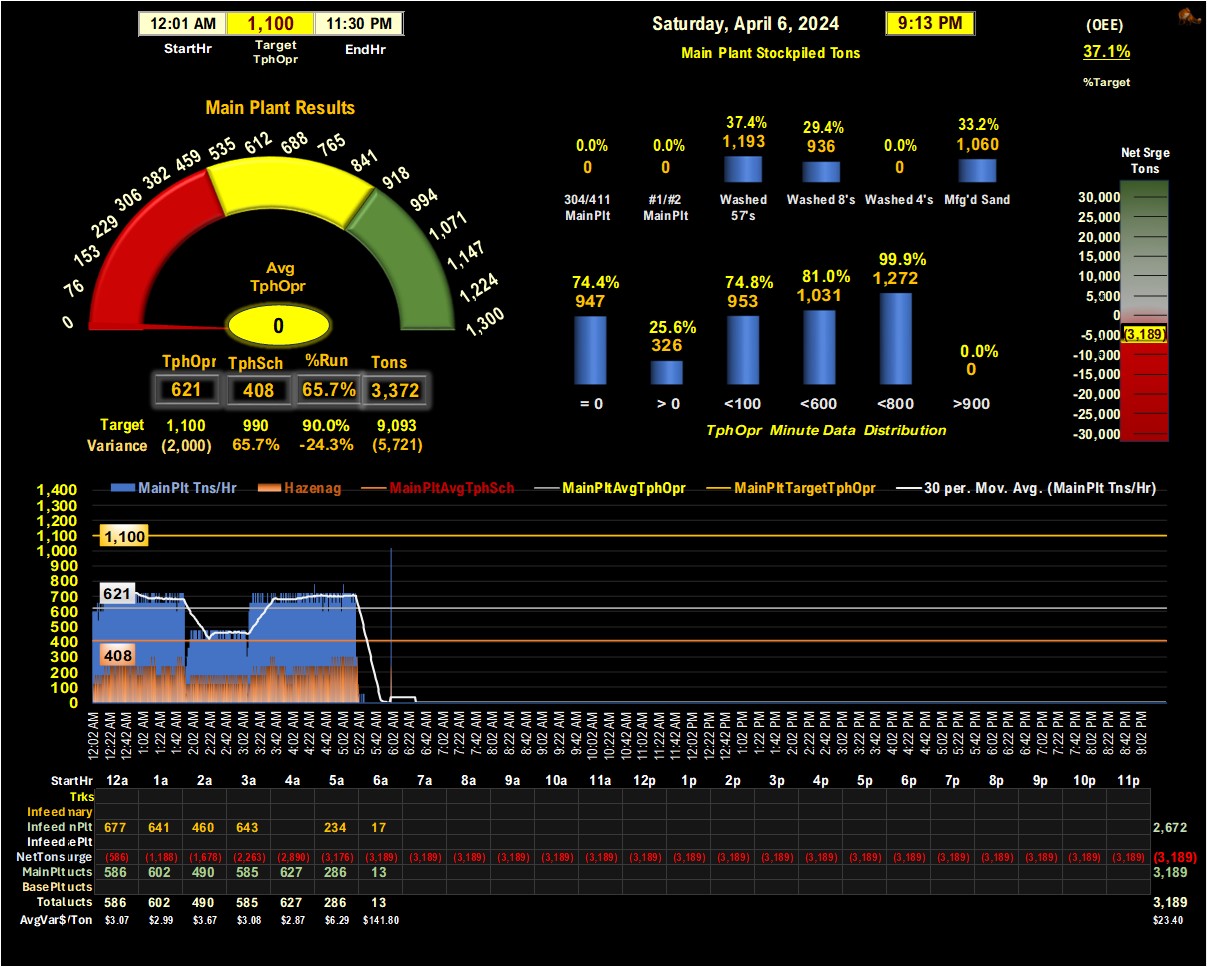 12:01 AM 1,100 11:30 PM
StartHr Target TphOpr EndHr
Saturday, April 6, 2024 9:13 PM
Main Plant Stockpiled Tons
(OEE)
37.1%
%Target
Main Plant Results
0 76 153 229 306 382 459 535 612 688 765 841 918 994 1,071 1,147 1,224 1,300
Avg
TphOpr
0
TphOpr TphSch %Run Tons
621 408 65.7% 3,372
Target 1,100 990 90.0% 9,093
Variance (2,000) 65.7% -24.3% (5,721)
0.0% 0.0% 37.4% 29.4% 0.0% 33.2%
0 0 1,193 936 0 1,060
304/411 #1/#2 Washed Washed 8's Washed 4's Mfg'd Sand
MainPlt MainPlt 57's
74.4% 25.6% 74.8% 81.0% 99.9% 0.0%
947 326 953 1,031 1,272 0
= 0 > 0 <100 <600 <800 >900
TphOpr Minute Data Distribution
Net Srge
Tons
30,000
25,000
20,000
15,000
10,000
5,000
0
-5,000 (3,189)
-10,000
-15,000
-20,000
-25,000
-30,000
MainPlt Tns/Hr Hazenag MainPltAvgTphSch MainPltAvgTphOpr MainPltTargetTphOpr 30 per. Mov. Avg. (MainPlt Tns/Hr)
1,400
1,300
1,200
1,100 1,100
1,000
900
800
700 621
600
500
400 408
300
200
100
0
12:02 AM 12:22 AM 12:42 AM 1:02 AM 1:22 AM 1:42 AM 2:02 AM 2:22 AM 2:42 AM 3:02 AM 3:22 AM 3:42 AM 4:02 AM 4:22 AM 4:42 AM 5:02 AM 5:22 AM 5:42 AM 6:02 AM 6:22 AM 6:42 AM 7:02 AM 7:22 AM 7:42 AM 8:02 AM 8:22 AM 8:42 AM 9:02 AM 9:22 AM 9:42 AM 10:02 AM 10:22 AM 10:42 AM 11:02 AM 11:22 AM 11:42 AM 12:02 PM 12:22 PM 12:42 PM 1:02 PM 1:22 PM 1:42 PM 2:02 PM 2:22 PM 2:42 PM 3:02 PM 3:22 PM 3:42 PM 4:02 PM 4:22 PM 4:42 PM 5:02 PM 5:22 PM 5:42 PM 6:02 PM 6:22 PM 6:42 PM 7:02 PM 7:22 PM 7:42 PM 8:02 PM 8:22 PM 8:42 PM 9:02 PM
StartHr 12a 1a 2a 3a 4a 5a 6a 7a 8a 9a 10a 11a 12p 1p 2p 3p 4p 5p 6p 7p 8p 9p 10p 11p
Trks
Infeed mary
Infeed nPlt 677 641 460 643 234 17 2,672
Infeed ePlt
NetTons urge (586) (1,188) (1,678) (2,263) (2,890) (3,176) (3,189) (3,189) (3,189) (3,189) (3,189) (3,189) (3,189) (3,189) (3,189) (3,189) (3,189) (3,189) (3,189) (3,189) (3,189) (3,189) (3,189) (3,189) (3,189)
MainPlt ucts 586 602 490 585 627 286 13 3,189
BasePlt ucts
Total ucts 586 602 490 585 627 286 13 3,189
AvgVar$/Ton $3.07 $2.99 $3.67 $3.08 $2.87 $6.29 $141.80 $23.40